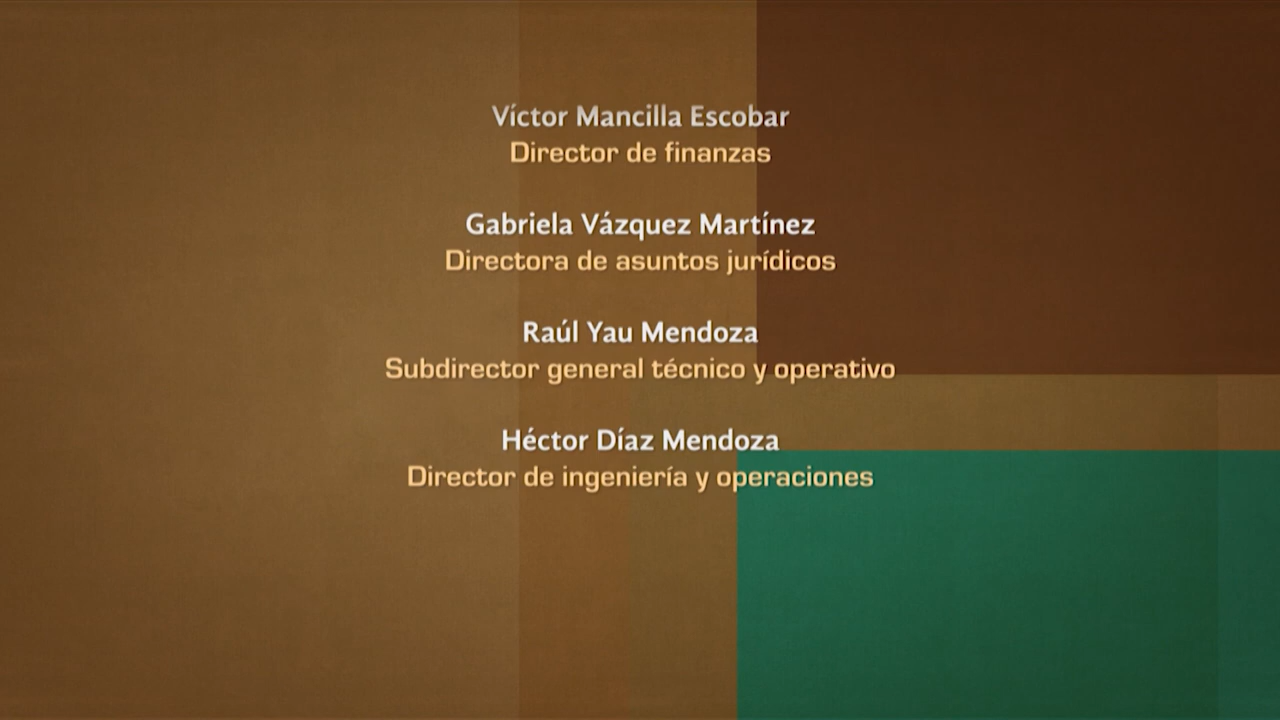 Víctor Mancilla Escobar
Director de finanzas
Gabriela Vázquez Martínez
Directora de asuntos jurídicos
Raúl Yau Mendoza
Subdirector general técnico y operativo
Héctor Díaz Mendoza
Director de ingeniería y operaciones